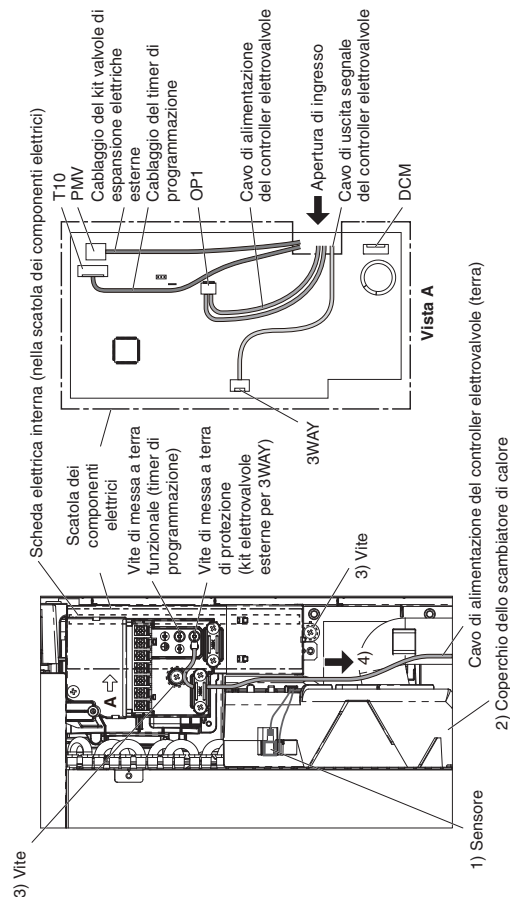 Scheda elettrica interna (nella scatola dei componenti elettrici)
Scatola dei
componenti
elettrici
Vite di messa a terra
funzionale (timer di
programmazione)
Vite di messa a terra
di protezione
(kit elettrovalvole
esterne per 3WAY)
3) Vite
3) Vite
A
4)
1) Sensore
Cavo di alimentazione del controller elettrovalvole (terra)
2) Coperchio dello scambiatore di calore
T10
PMV
Cablaggio del kit valvole di
espansione elettriche
esterne
Cablaggio del timer di
programmazione
OP1
Cavo di alimentazione
del controller elettrovalvole
Apertura di ingresso
Cavo di uscita segnale
del controller elettrovalvole
DCM
3WAY
Vista A